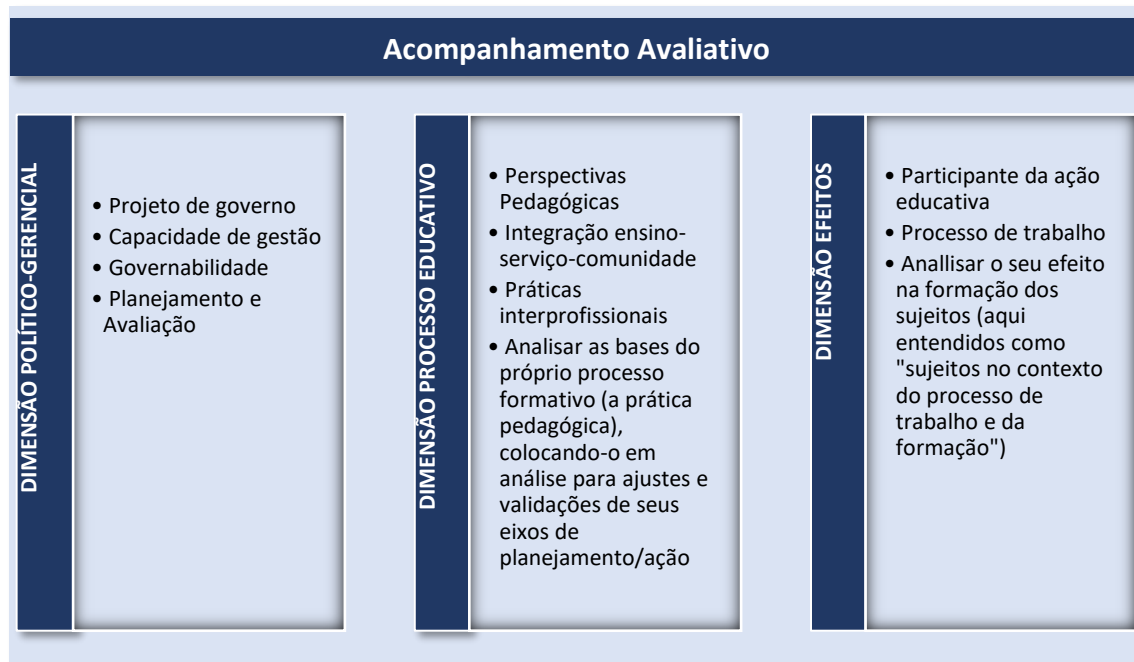 Acompanhamento Avaliativo
DIMENSÃO POLÍTICO-GERENCIAL
• Projeto de governo
• Capacidade de gestão
• Governabilidade
• Planejamento e
Avaliação
DIMENSÃO PROCESSO EDUCATIVO
• Perspectivas
Pedagógicas
• Integração ensino-
serviço-comunidade
• Práticas
interprofissionais
• Analisar as bases do
próprio processo
formativo (a prática
pedagógica),
colocando-o em
análise para ajustes e
validações de seus
eixos de
planejamento/ação
DIMENSÃO EFEITOS
• Participante da ação
educativa
• Processo de trabalho
• Anallisar o seu efeito
na formação dos
sujeitos (aqui
entendidos como
"sujeitos no contexto
do processo de
trabalho e da
formação")